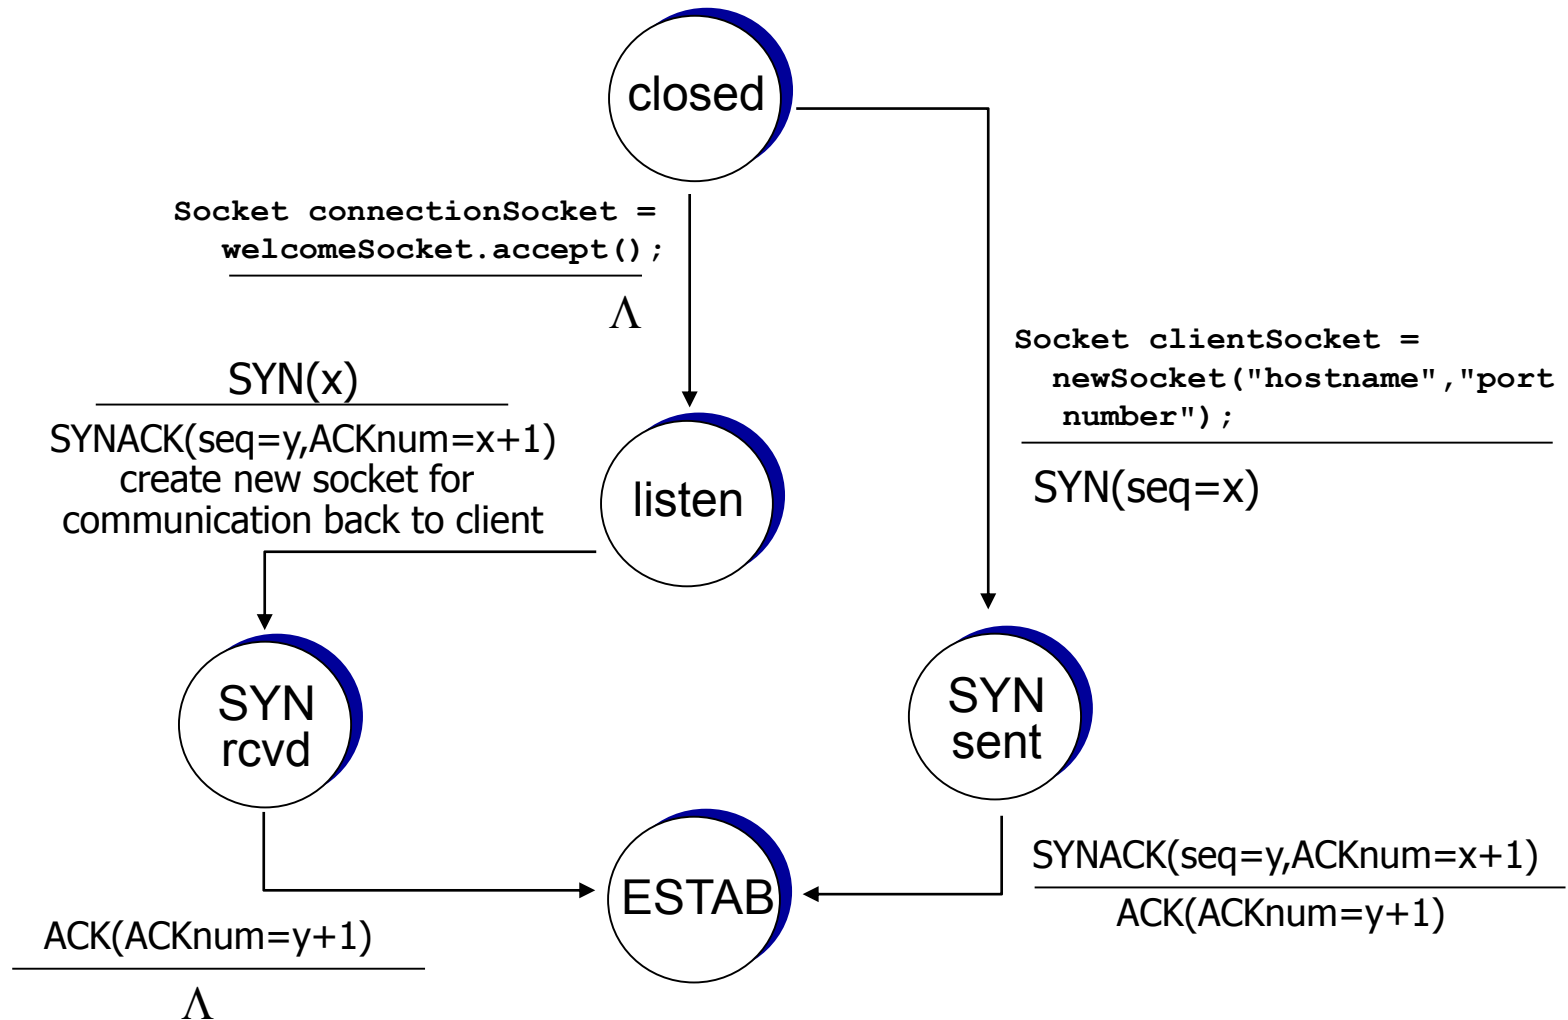 closed
Socket connectionSocket =
welcomeSocket.accept();
Λ
Socket clientSocket =
newSocket("hostname","port
number");
SYN(seq=x)
SYN(x)
SYNACK(seq=y,ACKnum=x+1)
create new socket for
communication back to client
listen
SYN
rcvd
SYN
sent
ESTAB
SYNACK(seq=y,ACKnum=x+1)
ACK(ACKnum=y+1)
ACK(ACKnum=y+1)
Λ